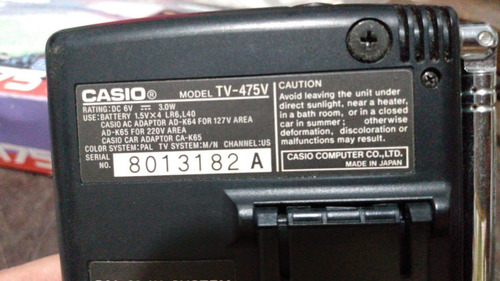 CASIO® MODEL TV-475V
RATING:DC 6V ⎓ 3.0W
USE:BATTERY 1.5V×4 LR6,L40
CASIO AC ADAPTOR AD-K64 FOR 127V AREA
AD-K65 FOR 220V AREA
CASIO CAR ADAPTOR CA-K65
COLOR SYSTEM:PAL TV SYSTEM:M/N CHANNEL:US
SERIAL
NO. 8013182 A
CAUTION
Avoid leaving the unit under
direct sunlight, near a heater,
in a bath room, or in a closed
car in summer ; otherwise
deformation, discoloration or
malfunctions may result.
CASIO COMPUTER CO.,LTD.
MADE IN JAPAN